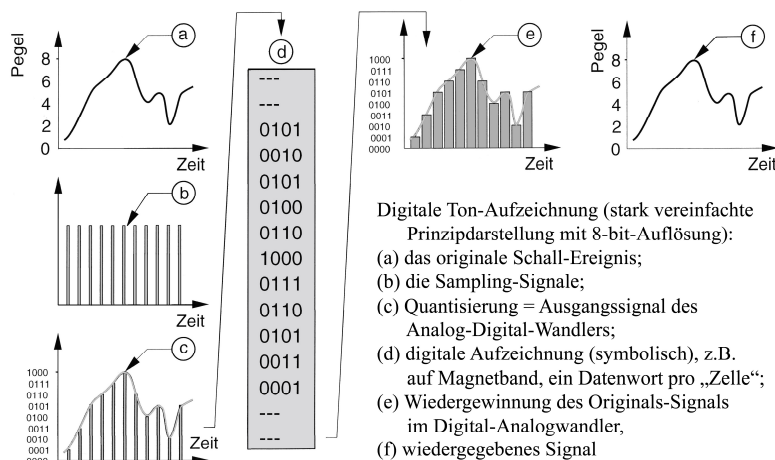 Pegel
8
6
4
2
0
a
Zeit
b
Zeit
c
1000
0111
0110
0101
0100
0011
0010
0001
0000
Zeit
d
---
---
0101
0010
0101
0100
0110
1000
0111
0110
0101
0011
0001
---
---
e
1000
0111
0110
0101
0100
0011
0010
0001
0000
Zeit
f
Pegel
8
6
4
2
0
Zeit
Digitale Ton-Aufzeichnung (stark vereinfachte
Prinzipdarstellung mit 8-bit-Auflösung):
(a) das originale Schall-Ereignis;
(b) die Sampling-Signale;
(c) Quantisierung = Ausgangssignal des
Analog-Digital-Wandlers;
(d) digitale Aufzeichnung (symbolisch), z.B.
auf Magnetband, ein Datenwort pro „Zelle“;
(e) Wiedergewinnung des Originals-Signals
im Digital-Analogwandler,
(f) wiedergegebenes Signal